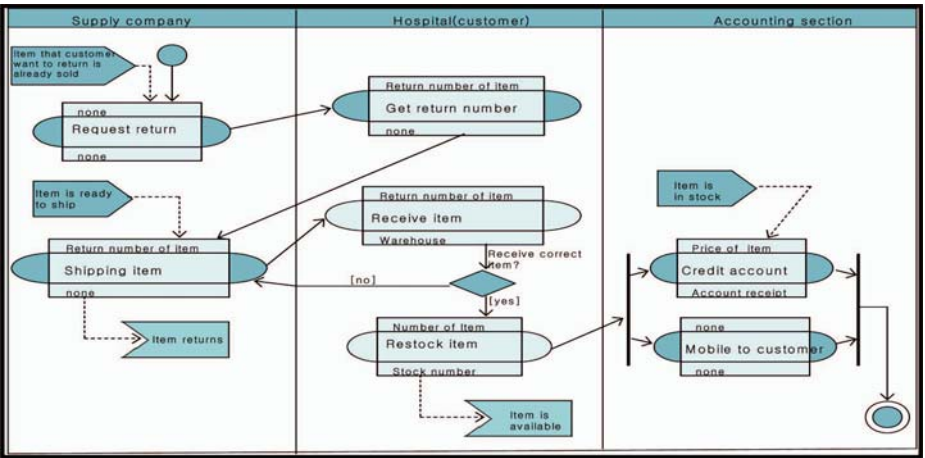 Supply company
Hospital(customer)
Accounting section
Item that customer
want to return is
already sold
none
Request return
none
Return number of item
Get return number
none
Item is ready
to ship
Return number of item
Shipping item
none
Item returns
Return number of item
Receive item
Warehouse
Receive correct
item?
[no]
[yes]
Number of item
Restock item
Stock number
Item is
available
Item is
in stock
Price of item
Credit account
Account receipt
none
Mobile to customer
none